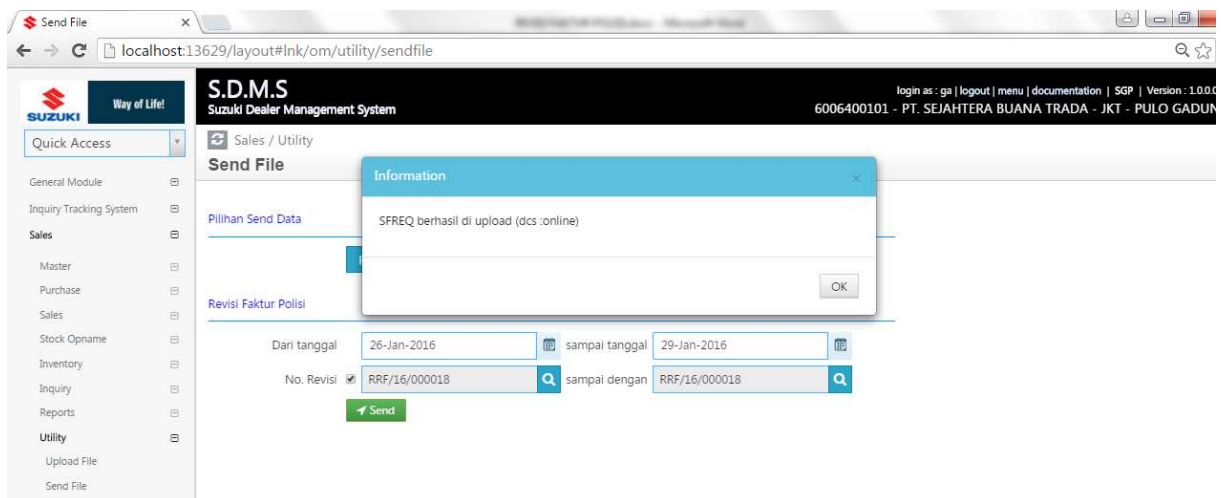 Send File
localhost:13629/layout#lnk/om/utility/sendfile
SUZUKI
Way of Life!
S.D.M.S
Suzuki Dealer Management System
login as : ga | logout | menu | documentation | SGP | Version : 1.0.0.0
6006400101 - PT. SEJAHTERA BUANA TRADA - JKT - PULO GADUN
Quick Access
General Module
Inquiry Tracking System
Sales
Master
Purchase
Sales
Stock Opname
Inventory
Inquiry
Reports
Utility
Upload File
Send File
Sales / Utility
Send File
Information
SFREQ berhasil di upload (dcs :online)
OK
Pilihan Send Data
Revisi Faktur Polisi
Dari tanggal 26-Jan-2016 sampai tanggal 29-Jan-2016
No. Revisi RRF/16/000018 sampai dengan RRF/16/000018
Send